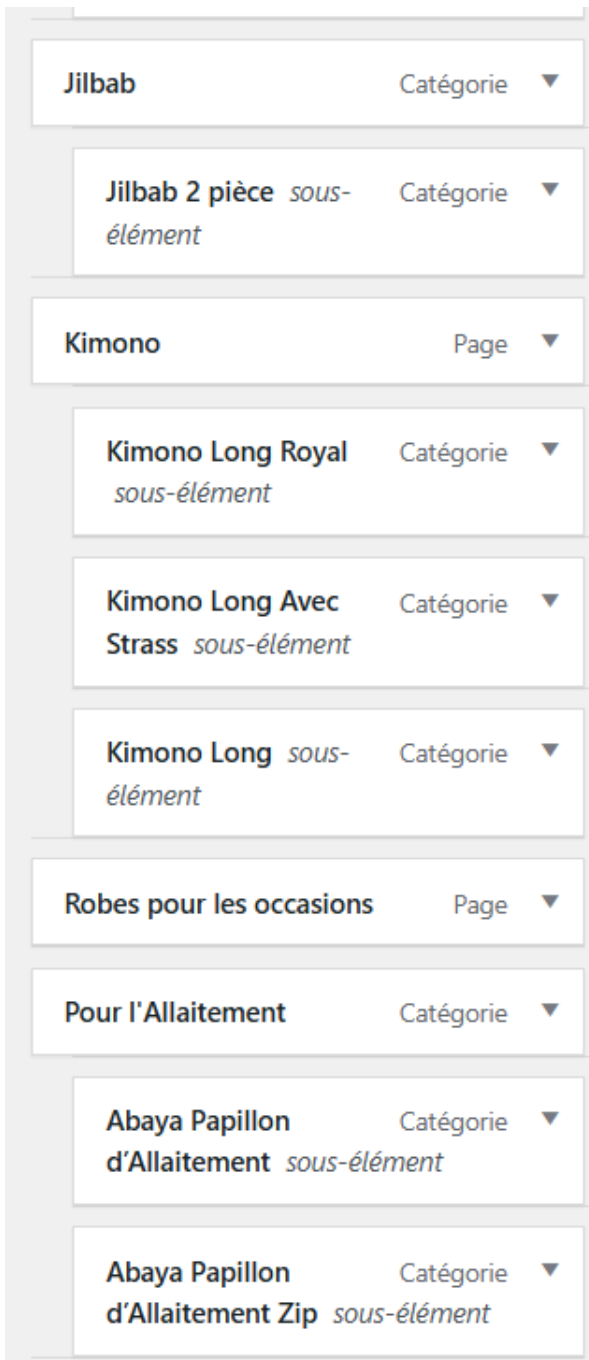 Jilbab Catégorie ▼
Jilbab 2 pièce sous- Catégorie ▼
élément
Kimono Page ▼
Kimono Long Royal Catégorie ▼
sous-élément
Kimono Long Avec Catégorie ▼
Strass sous-élément
Kimono Long sous- Catégorie ▼
élément
Robes pour les occasions Page ▼
Pour l'Allaitement Catégorie ▼
Abaya Papillon Catégorie ▼
d’Allaitement sous-élément
Abaya Papillon Catégorie ▼
d’Allaitement Zip sous-élément